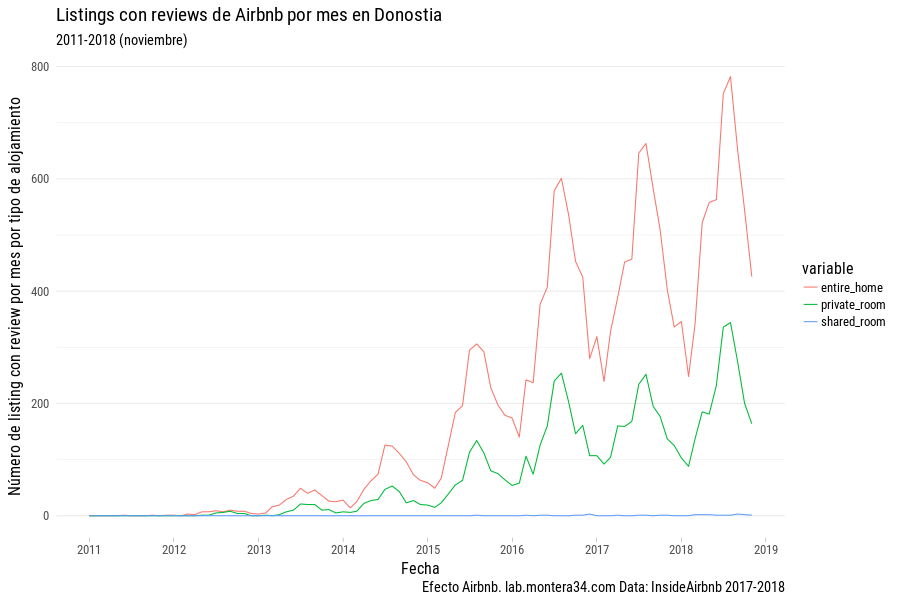 Listings con reviews de Airbnb por mes en Donostia
2011-2018 (noviembre)
Número de listing con review por mes por tipo de alojamiento
800
600
400
200
0
2011 2012 2013 2014 2015 2016 2017 2018 2019
Fecha
variable
entire_home
private_room
shared_room
Efecto Airbnb. lab.montera34.com Data: InsideAirbnb 2017-2018